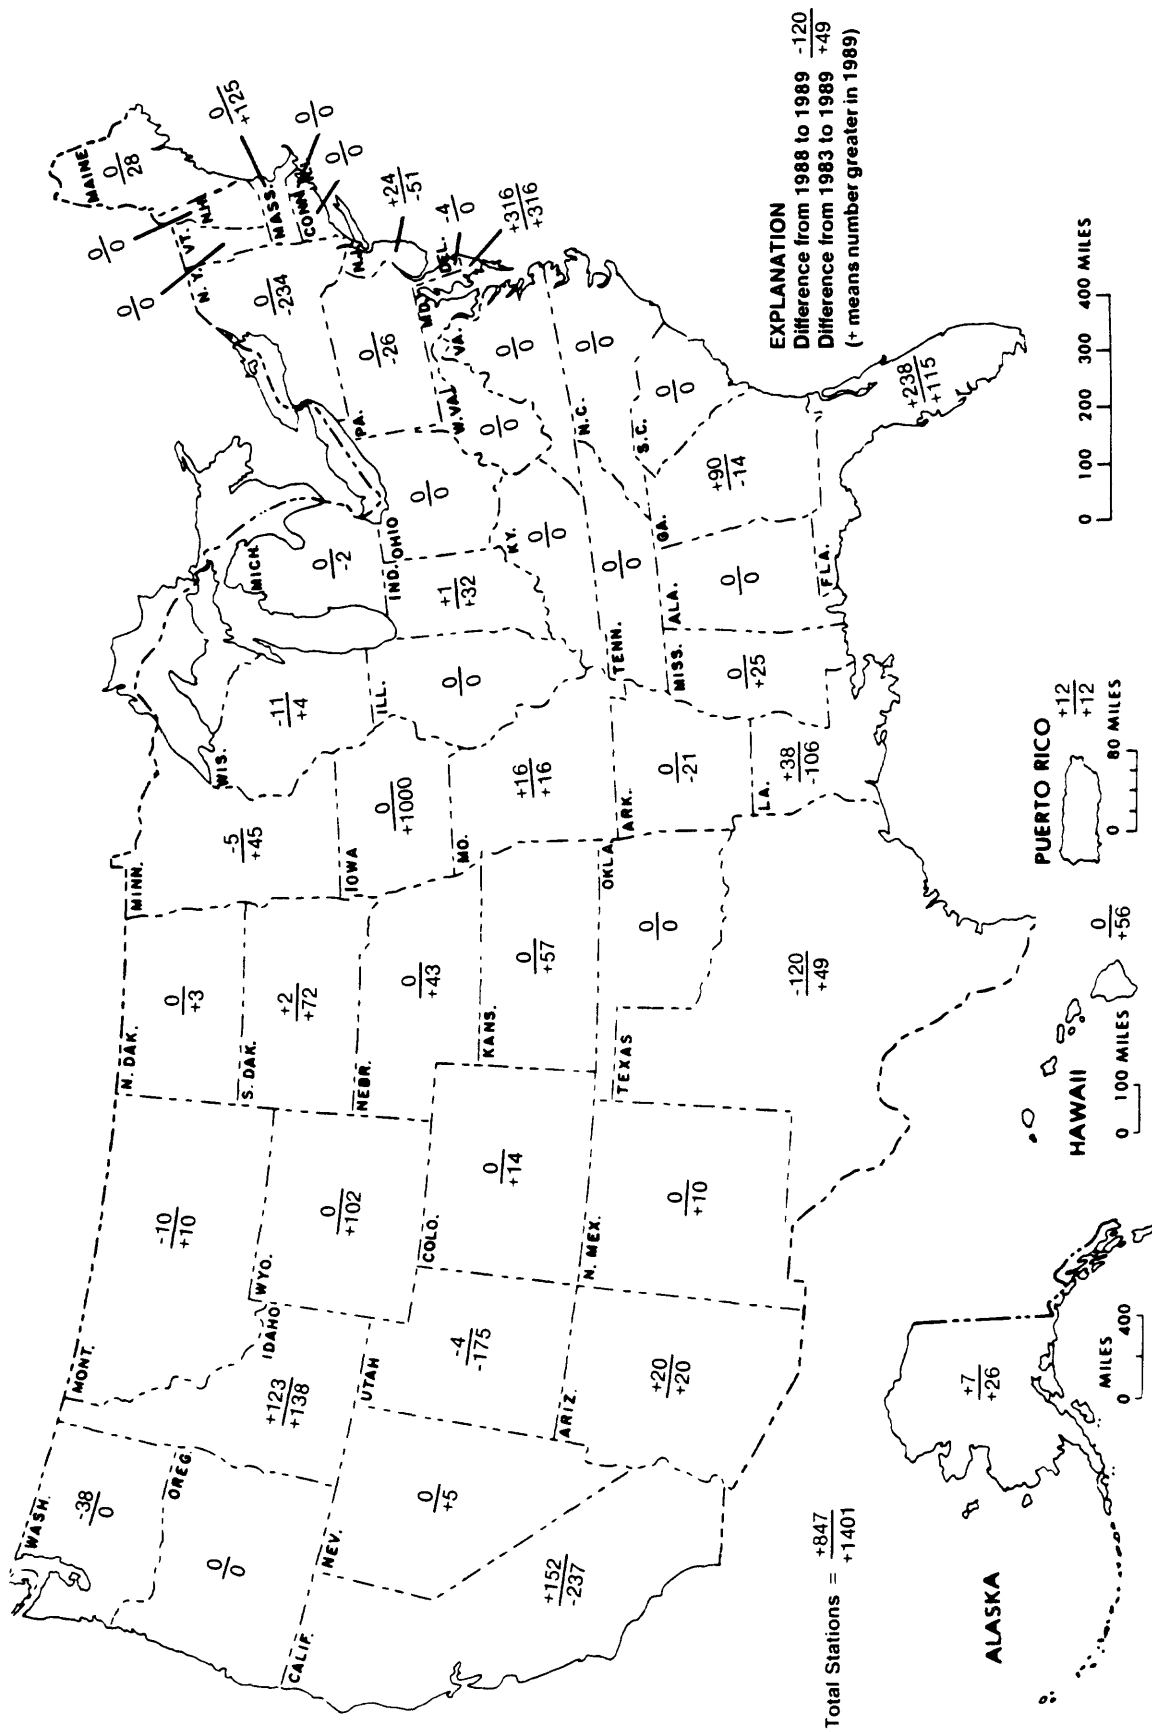 WASH.
-38
0
OREG.
0
0
CALIF.
+152
-237
NEV.
0
+5
IDAHO
+123
+138
MONT.
-10
+10
WYO.
0
+102
UTAH
-4
-175
COLO.
0
+14
ARIZ.
+20
+20
N. MEX.
0
+10
N. DAK.
0
+3
S. DAK.
+2
+72
NEBR.
0
+43
KANS.
0
+57
OKLA.
0
0
TEXAS
-120
+49
MINN.
-5
+45
IOWA
0
+1000
MO.
+16
+16
ARK.
0
-21
LA.
+38
-106
WIS.
-11
+4
ILL.
0
0
MICH.
0
-2
IND.
+1
+32
OHIO
0
0
KY.
0
0
TENN.
0
0
MISS.
0
+25
ALA.
0
0
GA.
+90
-14
FLA.
+238
+115
S.C.
0
0
N.C.
0
0
VA.
0
0
W.VA.
0
0
PA.
0
-26
N. Y.
0
-234
VT.
0
0
N.H.
0
0
MAINE
0
28
MASS.
0
+125
R.I.
0
0
CONN.
0
0
N.J.
+24
-51
DEL.
-4
0
MD.
+316
+316
EXPLANATION
Difference from 1988 to 1989 -120
Difference from 1983 to 1989 +49
(+ means number greater in 1989)
0 100 200 300 400 MILES
Total Stations = +847
+1401
ALASKA
+7
+26
MILES
0 400
HAWAII
0
+56
0 100 MILES
PUERTO RICO
+12
+12
0 80 MILES